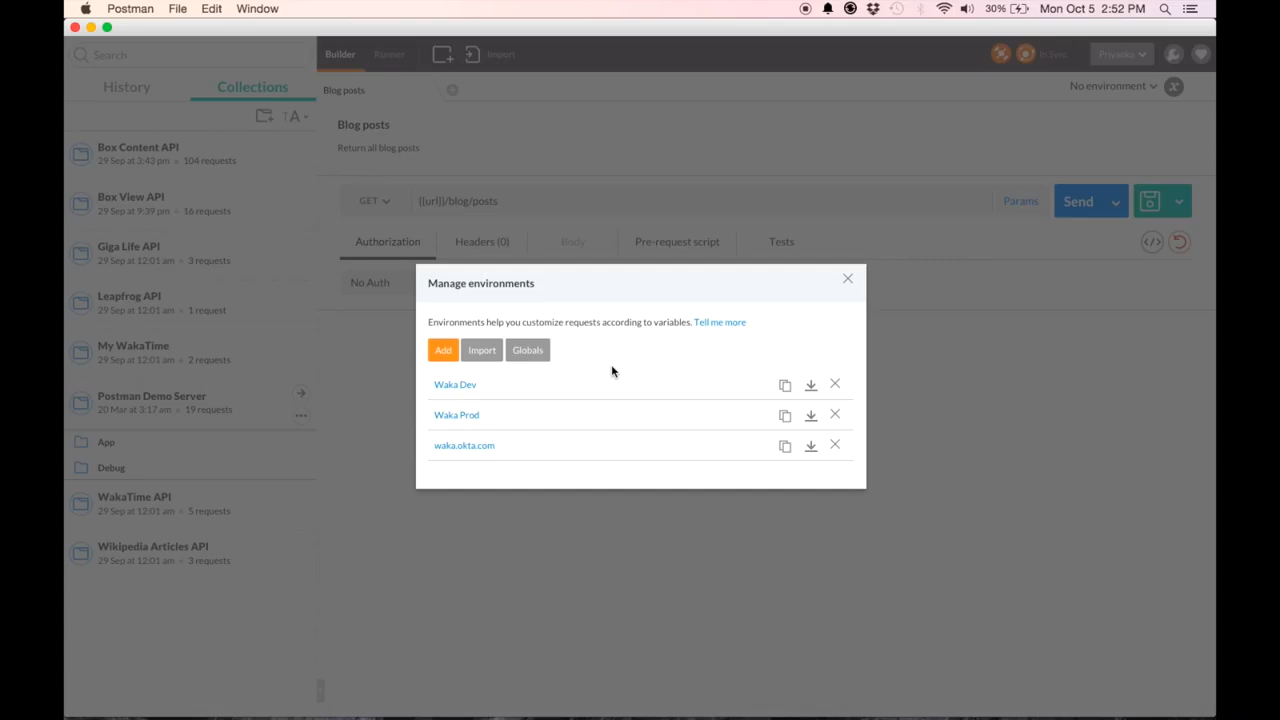 Postman File Edit Window 30% Mon Oct 5 2:52 PM
Search
Builder Runner Import In Sync Priyanka
History Collections
Blog posts No environment
A
Blog posts
Return all blog posts
Box Content API
29 Sep at 3:43 pm 104 requests
Box View API
29 Sep at 9:39 pm 16 requests
GET {{url}}/blog/posts Params Send
Giga Life API
29 Sep at 12:01 am 3 requests
Authorization Headers (0) Body Pre-request script Tests
No Auth
Leapfrog API
29 Sep at 12:01 am 1 request
My WakaTime
29 Sep at 12:01 am 2 requests
Postman Demo Server
20 Mar at 3:17 am 19 requests
App
Debug
WakaTime API
29 Sep at 12:01 am 5 requests
Wikipedia Articles API
29 Sep at 12:01 am 3 requests
Manage environments
Environments help you customize requests according to variables. Tell me more
Add Import Globals
Waka Dev
Waka Prod
waka.okta.com